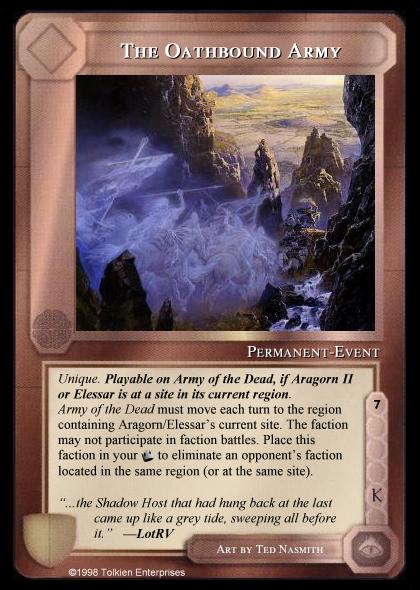 The Oathbound Army
Permanent-Event
Unique. Playable on Army of the Dead, if Aragorn II
or Elessar is at a site in its current region.
Army of the Dead must move each turn to the region
containing Aragorn/Elessar's current site. The faction
may not participate in faction battles. Place this
faction in your to eliminate an opponent's faction
located in the same region (or at the same site).
7
K
"...the Shadow Host that had hung back at the last
came up like a grey tide, sweeping all before
it." —LotRV
Art by Ted Nasmith
©1998 Tolkien Enterprises